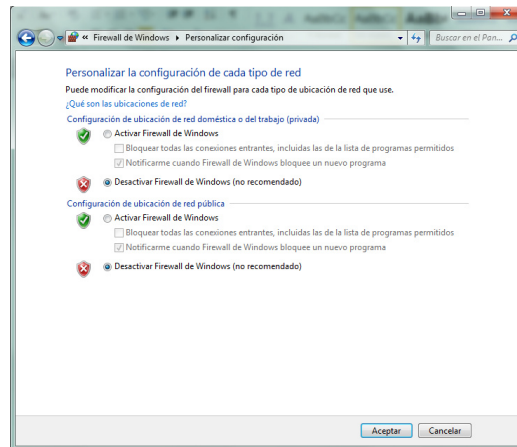 « Firewall de Windows ▸ Personalizar configuración
Buscar en el Pan...
Personalizar la configuración de cada tipo de red
Puede modificar la configuración del firewall para cada tipo de ubicación de red que use.
¿Qué son las ubicaciones de red?
Configuración de ubicación de red doméstica o del trabajo (privada)
Activar Firewall de Windows
Bloquear todas las conexiones entrantes, incluidas las de la lista de programas permitidos
Notificarme cuando Firewall de Windows bloquee un nuevo programa
Desactivar Firewall de Windows (no recomendado)
Configuración de ubicación de red pública
Activar Firewall de Windows
Bloquear todas las conexiones entrantes, incluidas las de la lista de programas permitidos
Notificarme cuando Firewall de Windows bloquee un nuevo programa
Desactivar Firewall de Windows (no recomendado)
Aceptar Cancelar